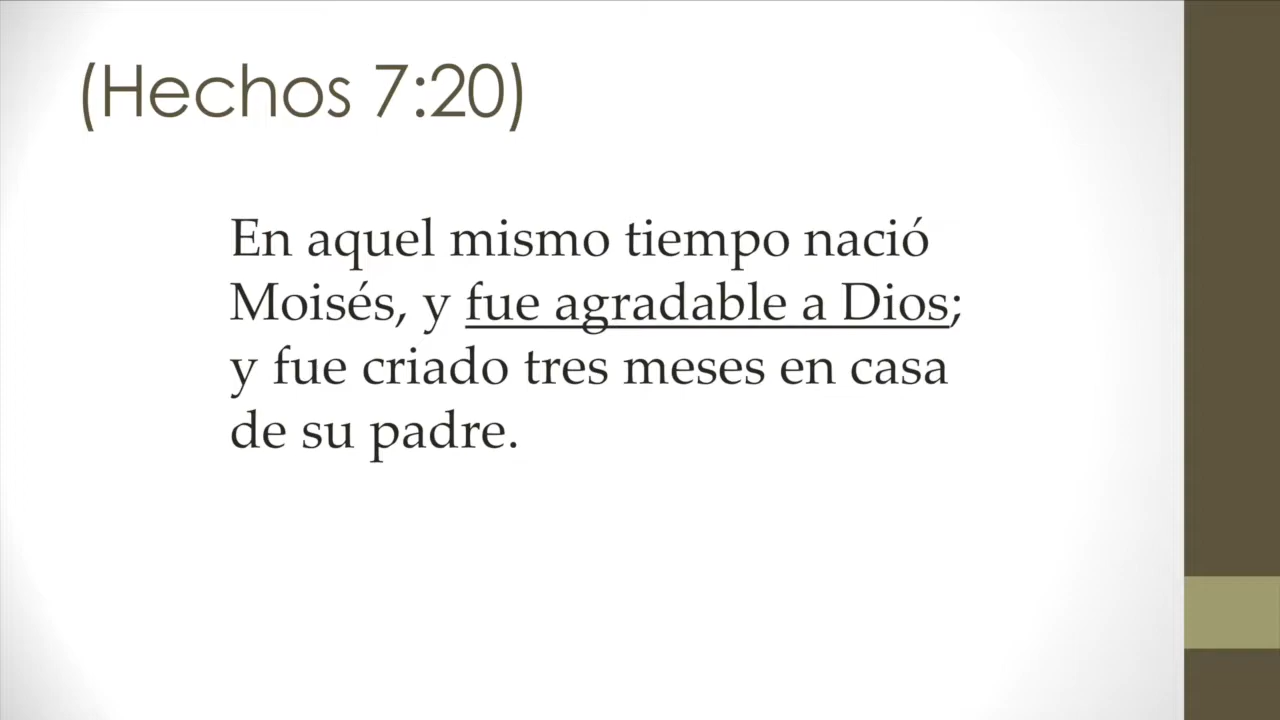 (Hechos 7:20)
En aquel mismo tiempo nació
Moisés, y fue agradable a Dios;
y fue criado tres meses en casa
de su padre.